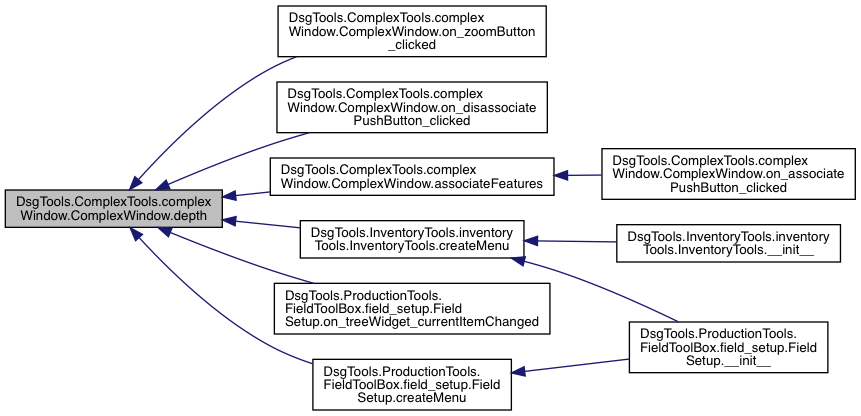 DsgTools.ComplexTools.complex
Window.ComplexWindow.on_zoomButton
_clicked
DsgTools.ComplexTools.complex
Window.ComplexWindow.on_disassociate
PushButton_clicked
DsgTools.ComplexTools.complex
Window.ComplexWindow.associateFeatures
DsgTools.ComplexTools.complex
Window.ComplexWindow.on_associate
PushButton_clicked
DsgTools.ComplexTools.complex
Window.ComplexWindow.depth
DsgTools.InventoryTools.inventory
Tools.InventoryTools.createMenu
DsgTools.InventoryTools.inventory
Tools.InventoryTools.__init__
DsgTools.ProductionTools.
FieldToolBox.field_setup.Field
Setup.on_treeWidget_currentItemChanged
DsgTools.ProductionTools.
FieldToolBox.field_setup.Field
Setup.__init__
DsgTools.ProductionTools.
FieldToolBox.field_setup.Field
Setup.createMenu